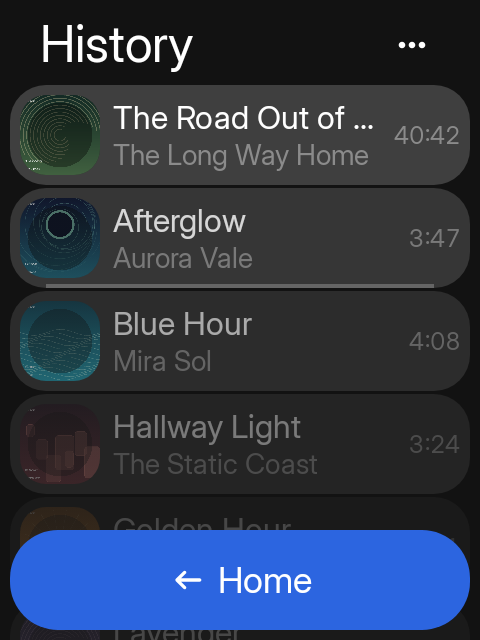 History
The Road Out of ...
The Long Way Home
40:42
Afterglow
Aurora Vale
3:47
Blue Hour
Mira Sol
4:08
Hallway Light
The Static Coast
3:24
Golden Hour
Home
Lavender